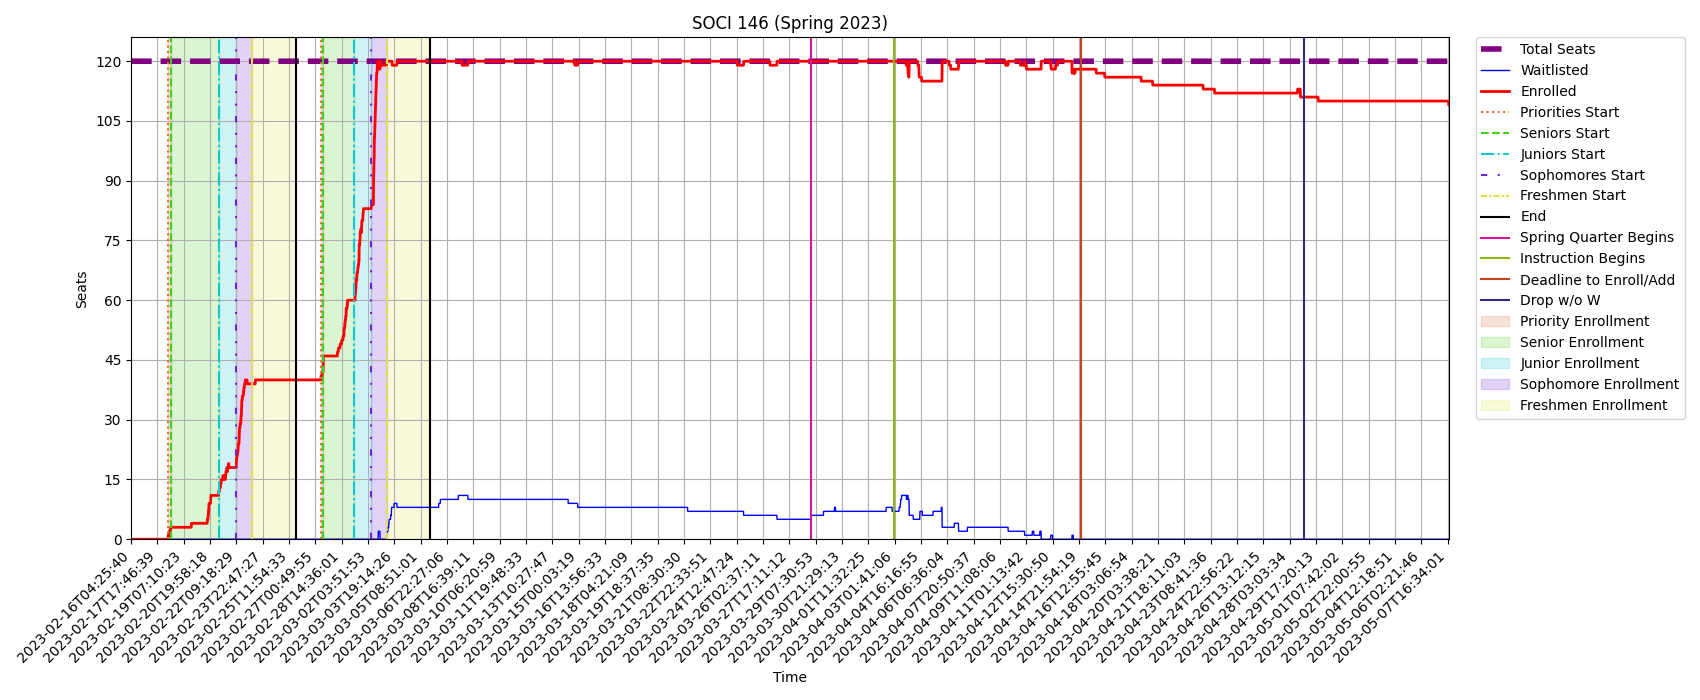 SOCI 146 (Spring 2023)
Seats
120
105
90
75
60
45
30
15
0
2023-02-16T04:25:40
2023-02-17T17:46:39
2023-02-19T07:10:23
2023-02-20T19:58:18
2023-02-22T09:18:29
2023-02-23T22:47:27
2023-02-25T11:54:33
2023-02-27T00:49:55
2023-02-28T14:36:01
2023-03-02T03:51:53
2023-03-03T19:14:26
2023-03-05T08:51:01
2023-03-06T22:27:06
2023-03-08T16:39:11
2023-03-10T06:20:59
2023-03-11T19:48:33
2023-03-13T10:27:47
2023-03-15T00:03:19
2023-03-16T13:56:33
2023-03-18T04:21:09
2023-03-19T18:37:35
2023-03-21T08:30:30
2023-03-22T22:33:51
2023-03-24T12:47:24
2023-03-26T02:37:11
2023-03-27T17:11:12
2023-03-29T07:30:53
2023-03-30T21:29:13
2023-04-01T11:32:25
2023-04-03T01:41:06
2023-04-04T16:16:55
2023-04-06T06:36:04
2023-04-07T20:50:37
2023-04-09T11:08:06
2023-04-11T01:13:42
2023-04-12T15:30:50
2023-04-14T21:54:19
2023-04-16T12:55:45
2023-04-18T03:06:54
2023-04-20T03:38:21
2023-04-21T18:11:03
2023-04-23T08:41:36
2023-04-24T22:56:22
2023-04-26T13:12:15
2023-04-28T03:03:34
2023-04-29T17:20:13
2023-05-01T07:42:02
2023-05-02T22:00:55
2023-05-04T12:18:51
2023-05-06T02:21:46
2023-05-07T16:34:01
Time
Total Seats
Waitlisted
Enrolled
Priorities Start
Seniors Start
Juniors Start
Sophomores Start
Freshmen Start
End
Spring Quarter Begins
Instruction Begins
Deadline to Enroll/Add
Drop w/o W
Priority Enrollment
Senior Enrollment
Junior Enrollment
Sophomore Enrollment
Freshmen Enrollment